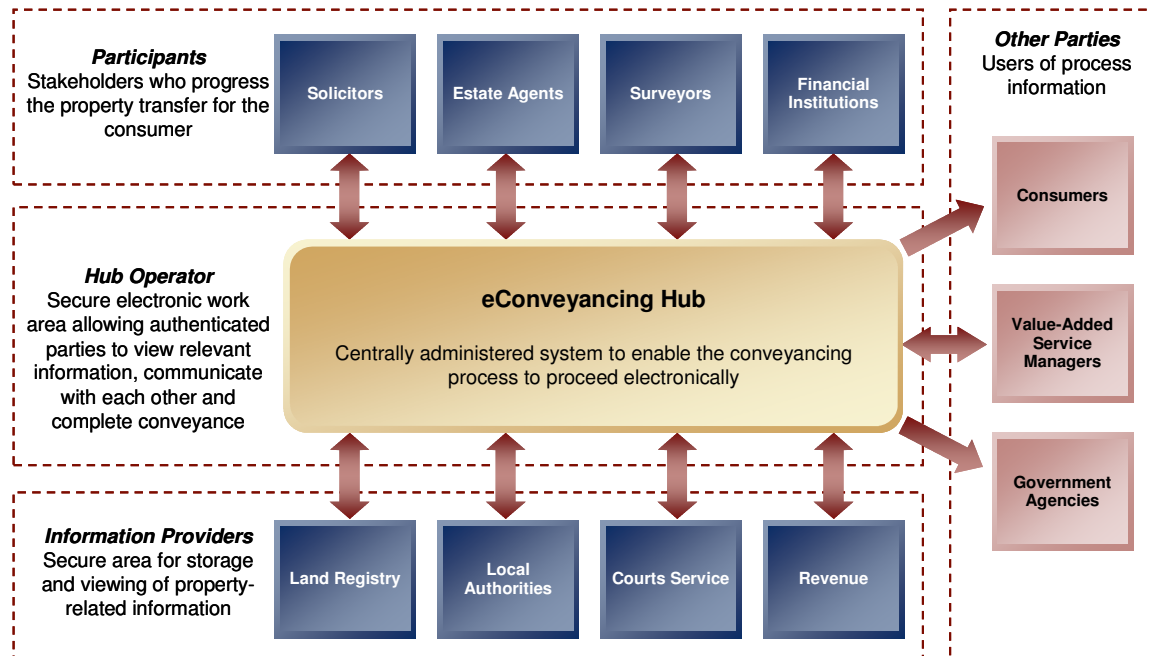 Participants
Stakeholders who progress
the property transfer for the
consumer
Solicitors
Estate Agents
Surveyors
Financial
Institutions
Other Parties
Users of process
information
Consumers
Value-Added
Service
Managers
Government
Agencies
Hub Operator
Secure electronic work
area allowing authenticated
parties to view relevant
information, communicate
with each other and
complete conveyance
eConveyancing Hub
Centrally administered system to enable the conveyancing
process to proceed electronically
Information Providers
Secure area for storage
and viewing of property-
related information
Land Registry
Local
Authorities
Courts Service
Revenue